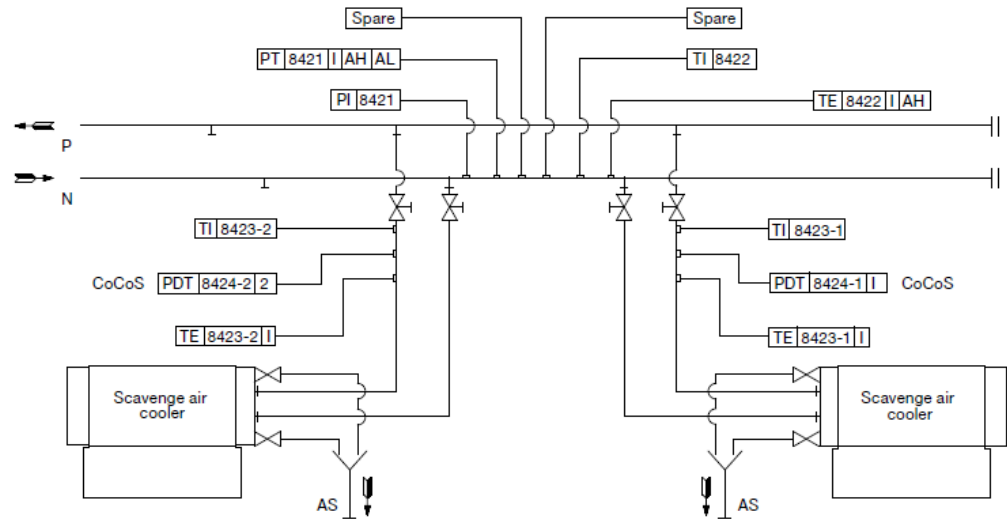 Spare
Spare
PT 8421 I AH AL
TI 8422
PI 8421
TE 8422 I AH
P
N
TI 8423-2
TI 8423-1
CoCoS PDT 8424-2 2
PDT 8424-1 I CoCoS
TE 8423-2 I
TE 8423-1 I
Scavenge air
cooler
Scavenge air
cooler
AS
AS